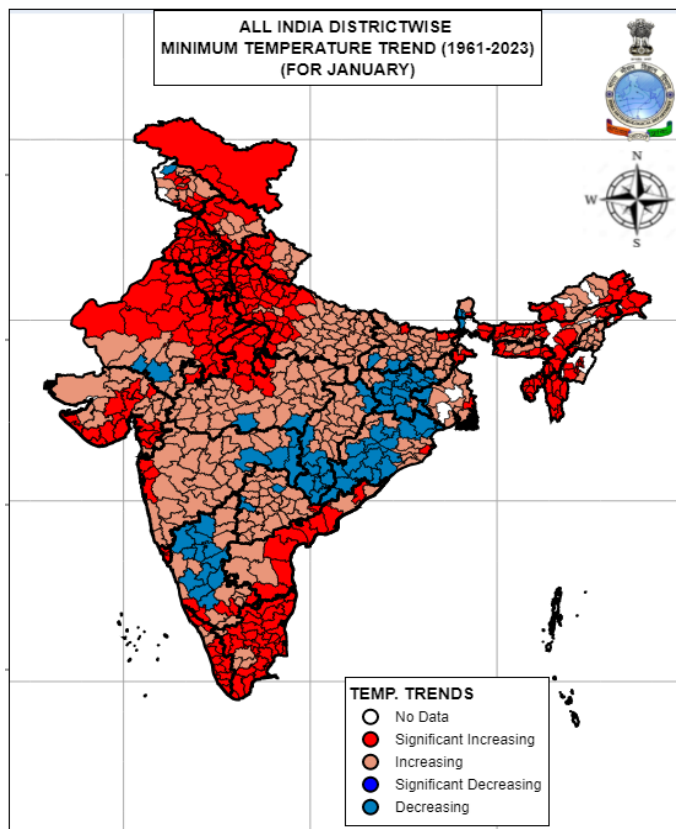 ALL INDIA DISTRICTWISE
MINIMUM TEMPERATURE TREND (1961-2023)
(FOR JANUARY)
N
W E
S
TEMP. TRENDS
No Data
Significant Increasing
Increasing
Significant Decreasing
Decreasing